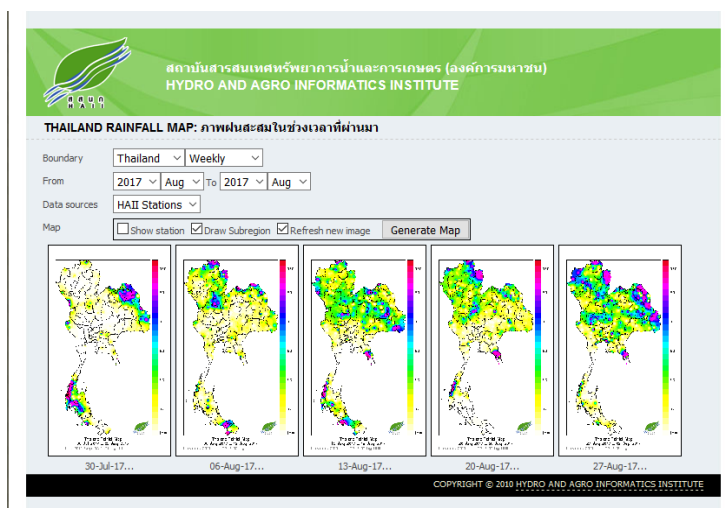 สถาบันสารสนเทศทรัพยากรน้ำและการเกษตร (องค์การมหาชน)
HYDRO AND AGRO INFORMATICS INSTITUTE
สสนก
HAII
THAILAND RAINFALL MAP: ภาพฝนสะสมในช่วงเวลาที่ผ่านมา
Boundary Thailand Weekly
From 2017 Aug To 2017 Aug
Data sources HAII Stations
Map Show station Draw Subregion Refresh new image Generate Map
30-Jul-17... 06-Aug-17... 13-Aug-17... 20-Aug-17... 27-Aug-17...
COPYRIGHT © 2010 HYDRO AND AGRO INFORMATICS INSTITUTE